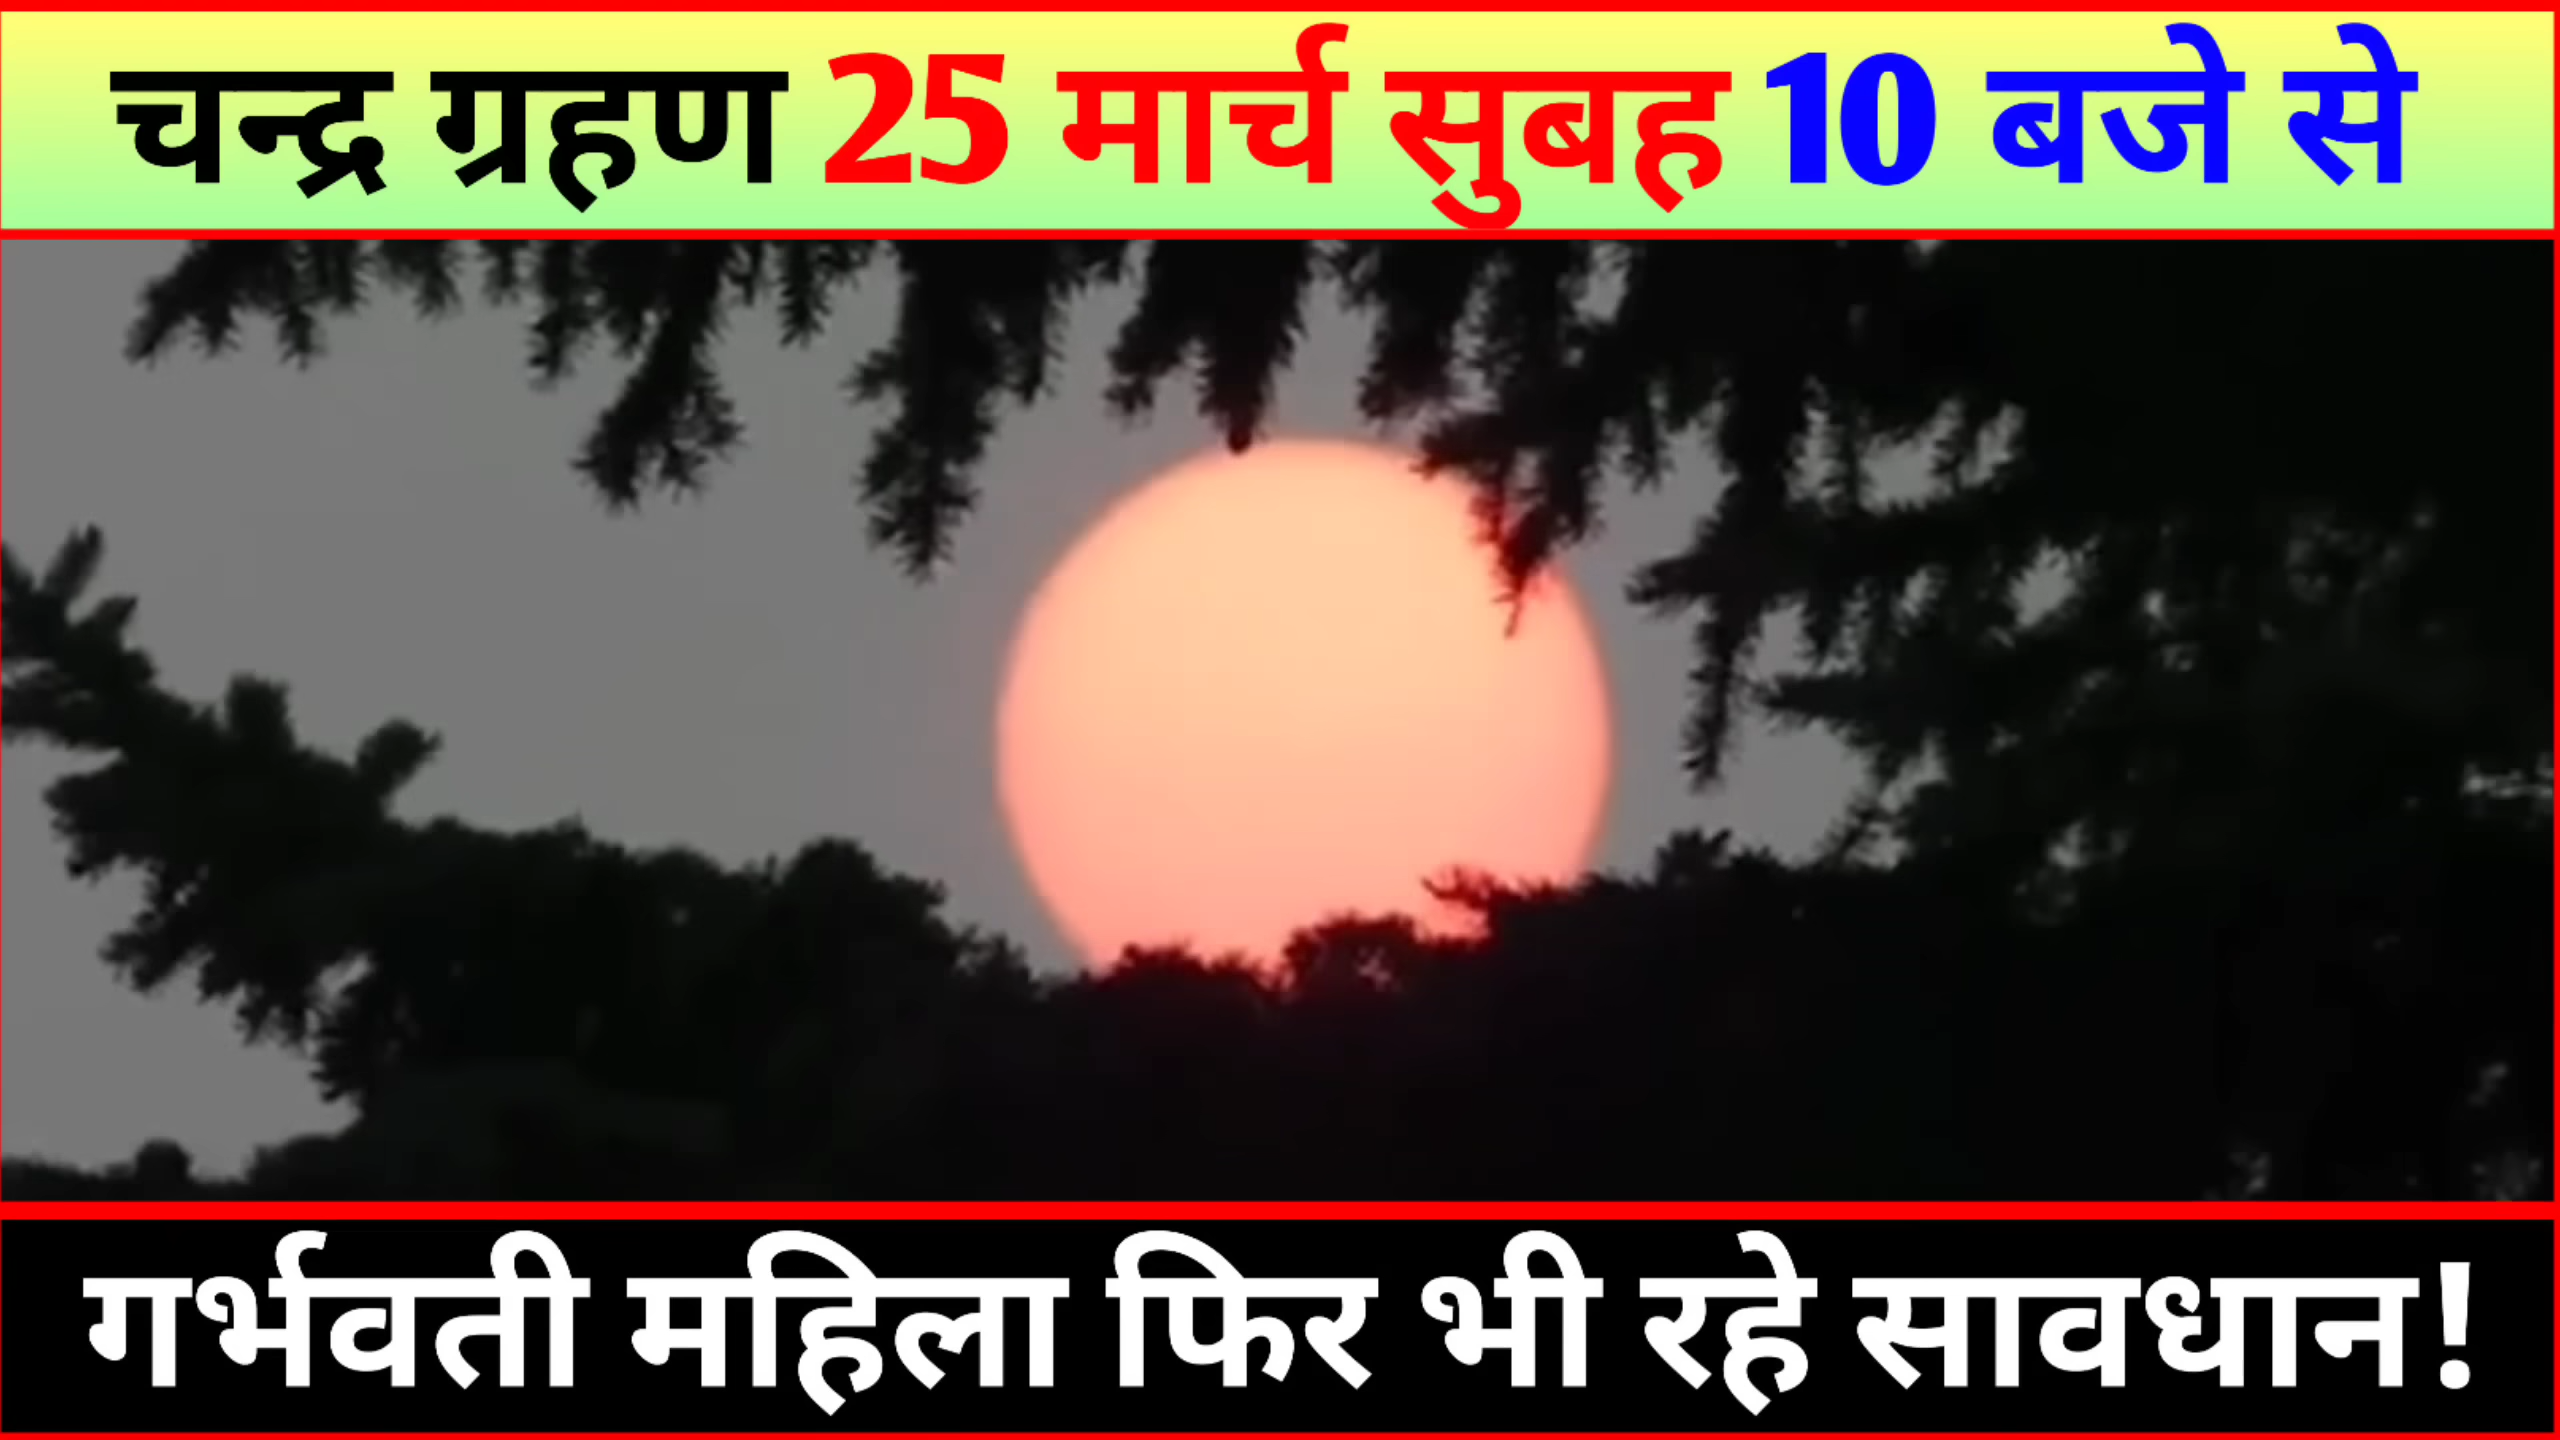 चन्द्र ग्रहण 25 मार्च सुबह 10 बजे से
गर्भवती महिला फिर भी रहे सावधान!